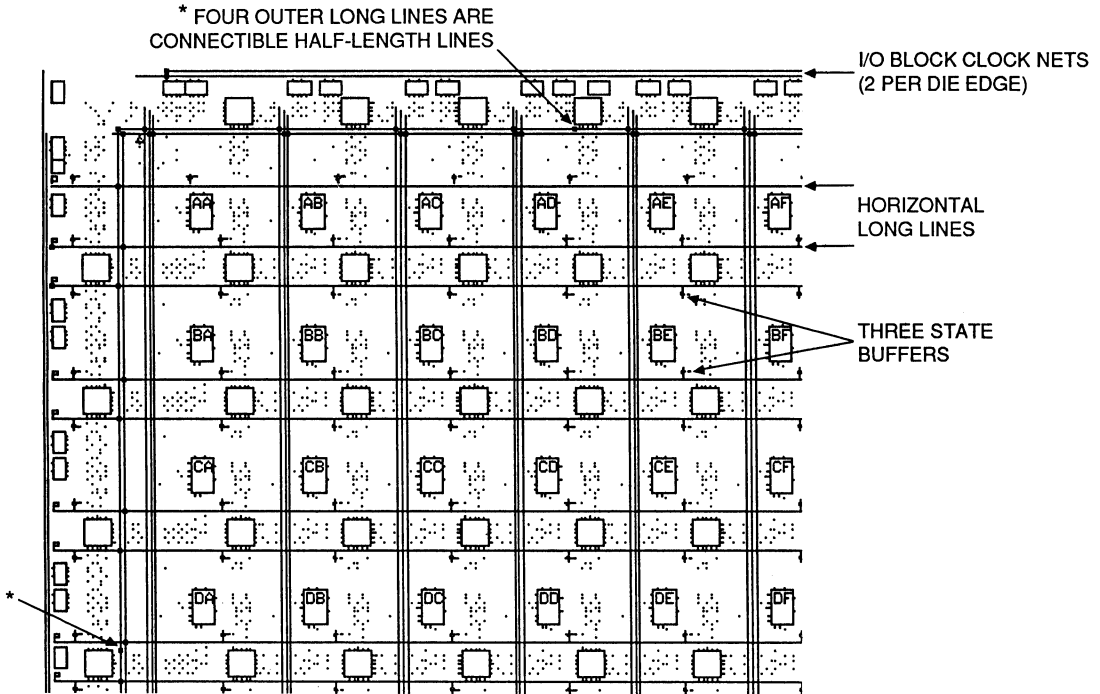 * FOUR OUTER LONG LINES ARE
CONNECTIBLE HALF-LENGTH LINES
I/O BLOCK CLOCK NETS
(2 PER DIE EDGE)
AA AB AC AD AE AF
HORIZONTAL
LONG LINES
BA BB BC BD BE BF
THREE STATE
BUFFERS
CA CB CC CD CE CF
DA DB DC DD DE DF
*